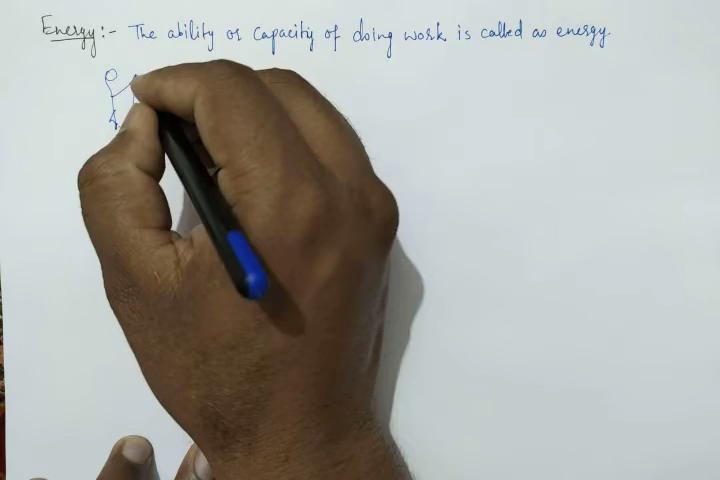 Energy:- The ability or capacity of doing work is called as energy.